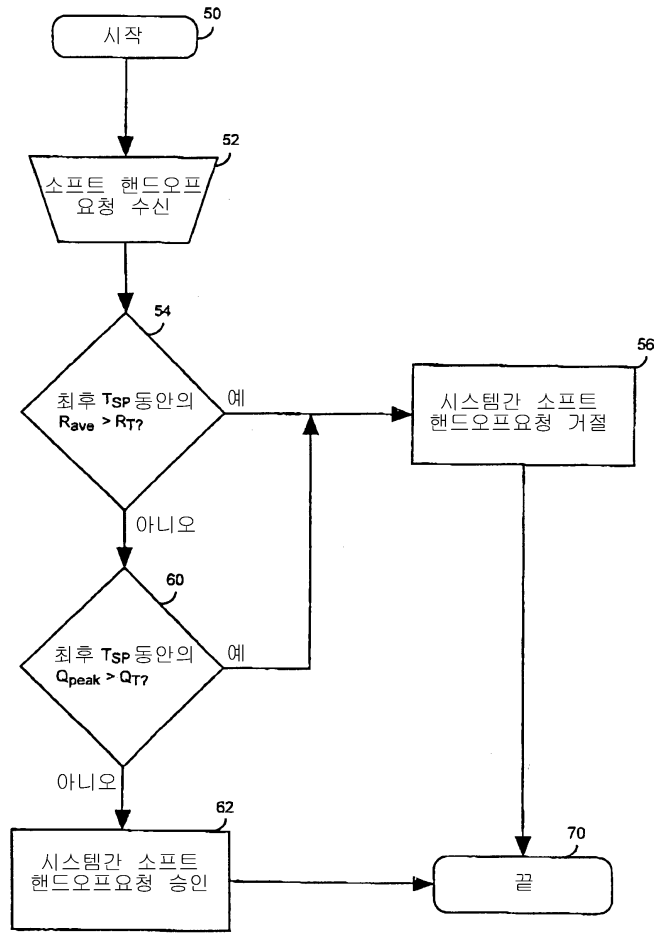 50
시작
52
소프트 핸드오프
요청 수신
54
최후 TSP 동안의
Rave > RT?
예
56
시스템간 소프트
핸드오프요청 거절
아니오
60
최후 TSP 동안의
Qpeak > QT?
예
아니오
62
시스템간 소프트
핸드오프요청 승인
70
끝